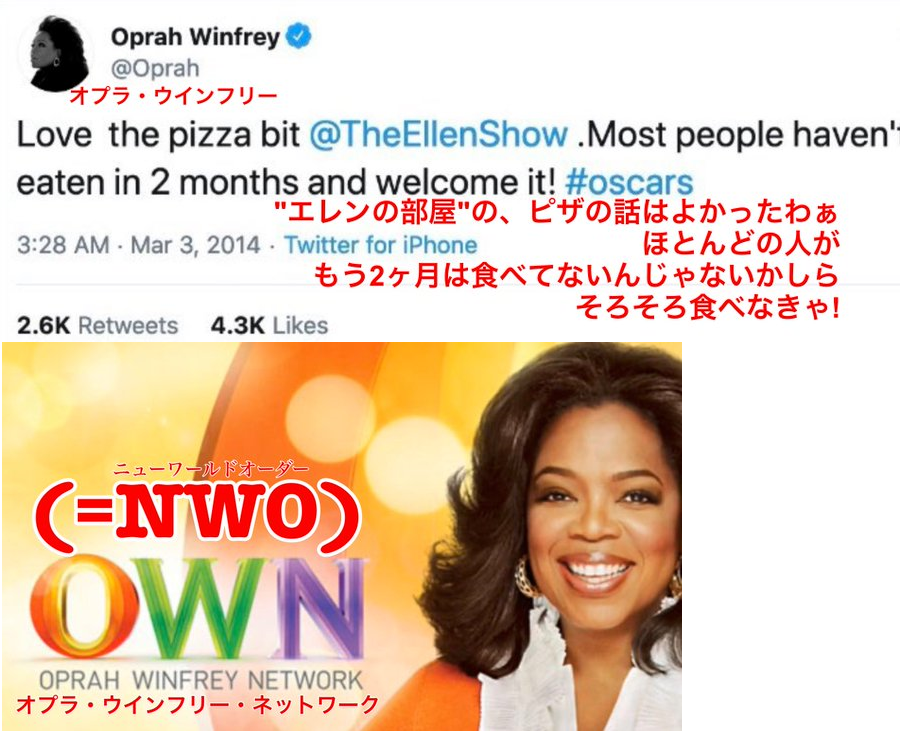 Oprah Winfrey
@Oprah
オプラ・ウインフリー
Love the pizza bit @TheEllenShow .Most people haven't
eaten in 2 months and welcome it! #oscars
"エレンの部屋"の、ピザの話はよかったわぁ
ほとんどの人が
3:28 AM · Mar 3, 2014 · Twitter for iPhone
もう2ヶ月は食べてないんじゃないかしら
そろそろ食べなきゃ!
2.6K Retweets 4.3K Likes
ニューワールドオーダー
(=NWO)
OWN
OPRAH WINFREY NETWORK
オプラ・ウインフリー・ネットワーク